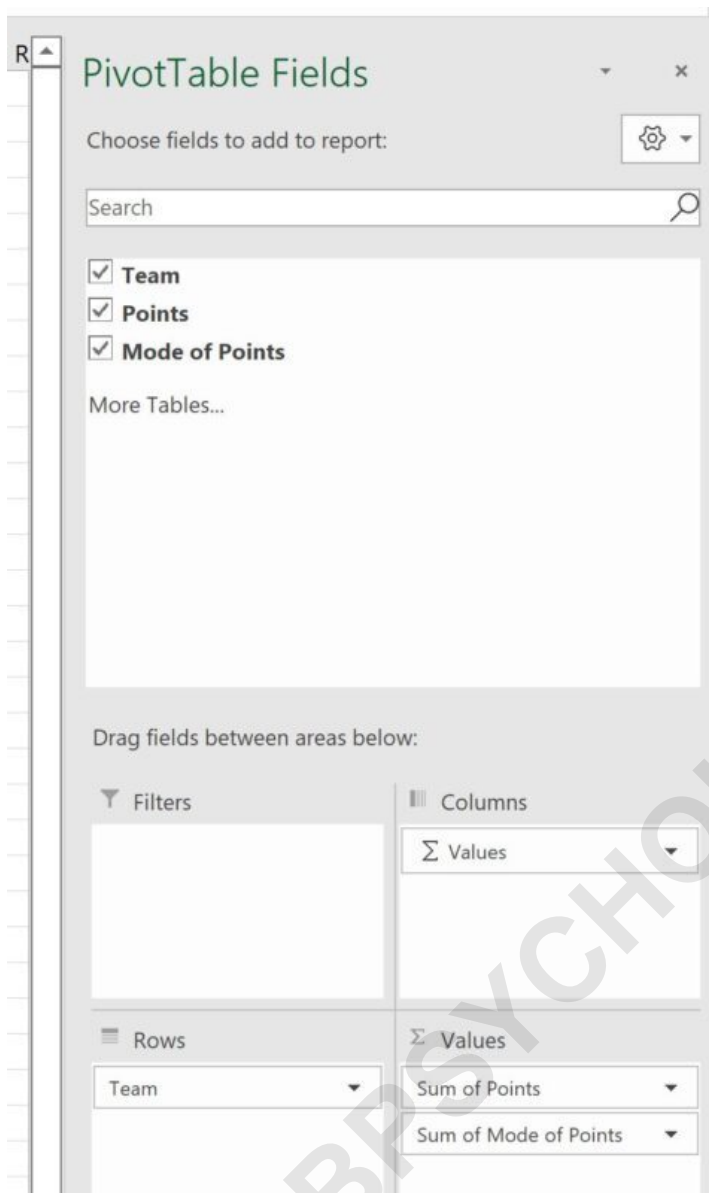 R
PivotTable Fields
Choose fields to add to report:
Search
Team
Points
Mode of Points
More Tables...
Drag fields between areas below:
Filters
Columns
Σ Values
Rows
Σ Values
Team
Sum of Points
Sum of Mode of Points